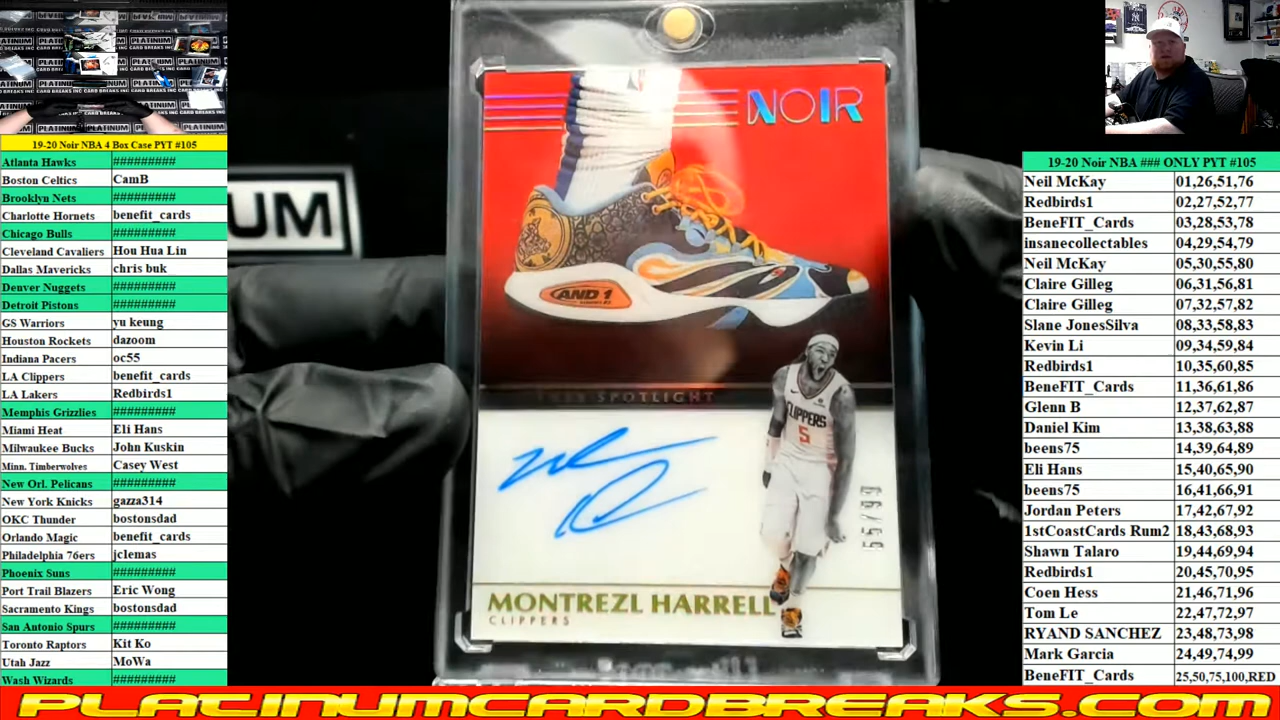 19-20 Noir NBA 4 Box Case PYT #105
Atlanta Hawks #########
Boston Celtics CamB
Brooklyn Nets #########
Charlotte Hornets benefit_cards
Chicago Bulls #########
Cleveland Cavaliers Hou Hua Lin
Dallas Mavericks chris buk
Denver Nuggets #########
Detroit Pistons #########
GS Warriors yu keung
Houston Rockets dazoom
Indiana Pacers oc55
LA Clippers benefit_cards
LA Lakers Redbirds1
Memphis Grizzlies #########
Miami Heat Eli Hans
Milwaukee Bucks John Kuskin
Minn. Timberwolves Casey West
New Orl. Pelicans #########
New York Knicks gazza314
OKC Thunder bostonsdad
Orlando Magic benefit_cards
Philadelphia 76ers jclemas
Phoenix Suns #########
Port Trail Blazers Eric Wong
Sacramento Kings bostonsdad
San Antonio Spurs #########
Toronto Raptors Kit Ko
Utah Jazz MoWa
Wash Wizards #########
NOIR
AND 1
SPOTLIGHT
CLIPPERS
5
MONTREZL HARRELL
CLIPPERS
UM
19-20 Noir NBA ### ONLY PYT #105
Neil McKay 01,26,51,76
Redbirds1 02,27,52,77
BeneFIT_Cards 03,28,53,78
insanecollectables 04,29,54,79
Neil McKay 05,30,55,80
Claire Gilleg 06,31,56,81
Claire Gilleg 07,32,57,82
Slane JonesSilva 08,33,58,83
Kevin Li 09,34,59,84
Redbirds1 10,35,60,85
BeneFIT_Cards 11,36,61,86
Glenn B 12,37,62,87
Daniel Kim 13,38,63,88
beens75 14,39,64,89
Eli Hans 15,40,65,90
beens75 16,41,66,91
Jordan Peters 17,42,67,92
1stCoastCards Rum2 18,43,68,93
Shawn Talaro 19,44,69,94
Redbirds1 20,45,70,95
Coen Hess 21,46,71,96
Tom Le 22,47,72,97
RYAND SANCHEZ 23,48,73,98
Mark Garcia 24,49,74,99
BeneFIT_Cards 25,50,75,100,RED
PLATINUMCARDBREAKS.COM